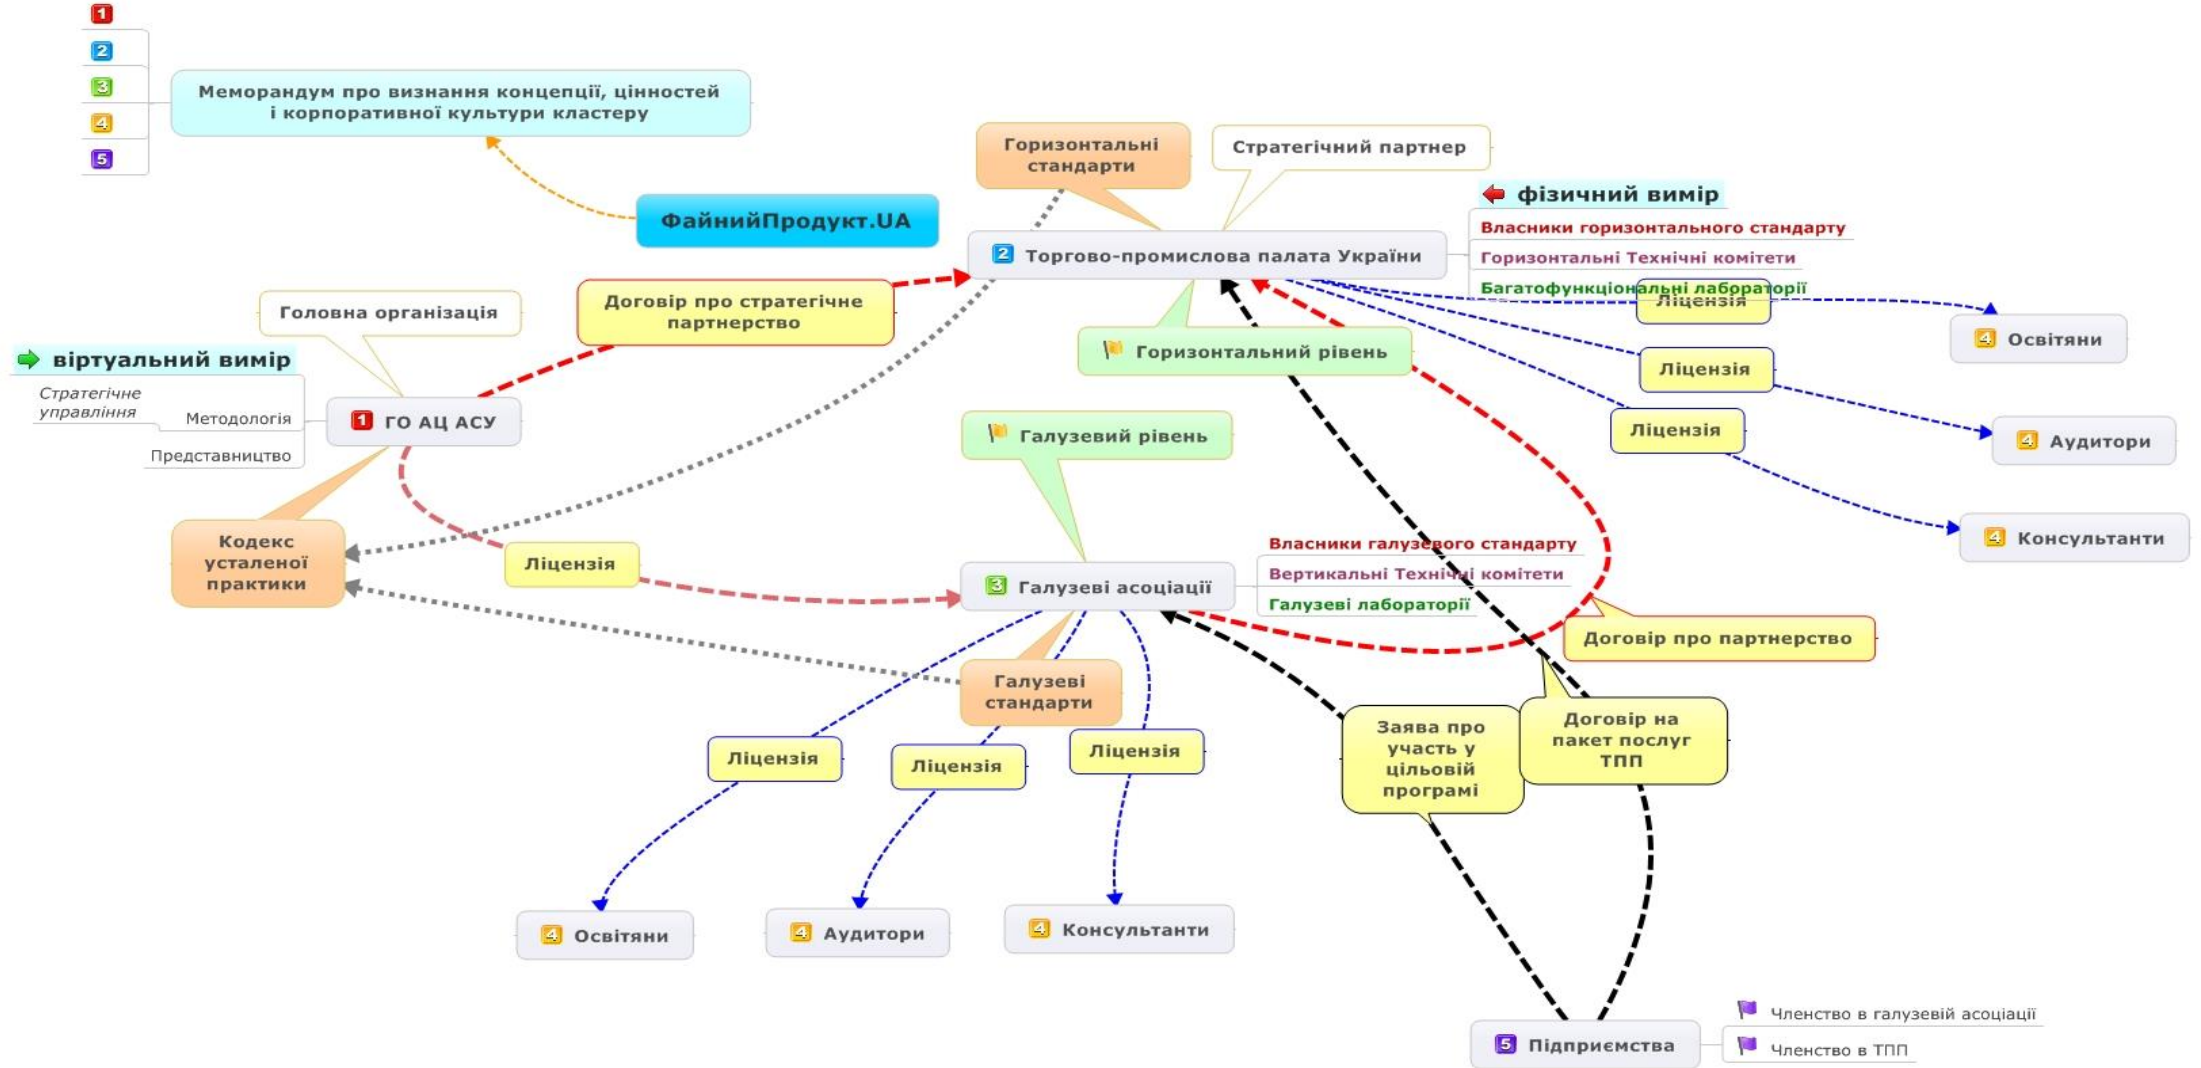 1
2
3
4
5
Меморандум про визнання концепції, цінностей
і корпоративної культури кластеру
ФайнийПродукт.UA
Горизонтальні
стандарти
Стратегічний партнер
фізичний вимір
Власники горизонтального стандарту
Горизонтальні Технічні комітети
Багатофункціональні лабораторії
2 Торгово-промислова палата України
Договір про стратегічне
партнерство
Головна організація
віртуальний вимір
Стратегічне
управління
Методологія
Представництво
1 ГО АЦ АСУ
Горизонтальний рівень
Галузевий рівень
Ліцензія
Ліцензія
Ліцензія
4 Освітяни
4 Аудитори
4 Консультанти
Кодекс
усталеної
практики
Ліцензія
3 Галузеві асоціації
Власники галузевого стандарту
Вертикальні Технічні комітети
Галузеві лабораторії
Договір про партнерство
Галузеві
стандарти
Ліцензія
Ліцензія
Ліцензія
Заява про
участь у
цільовій
програмі
Договір на
пакет послуг
ТПП
4 Освітяни
4 Аудитори
4 Консультанти
5 Підприємства
Членство в галузевій асоціації
Членство в ТПП